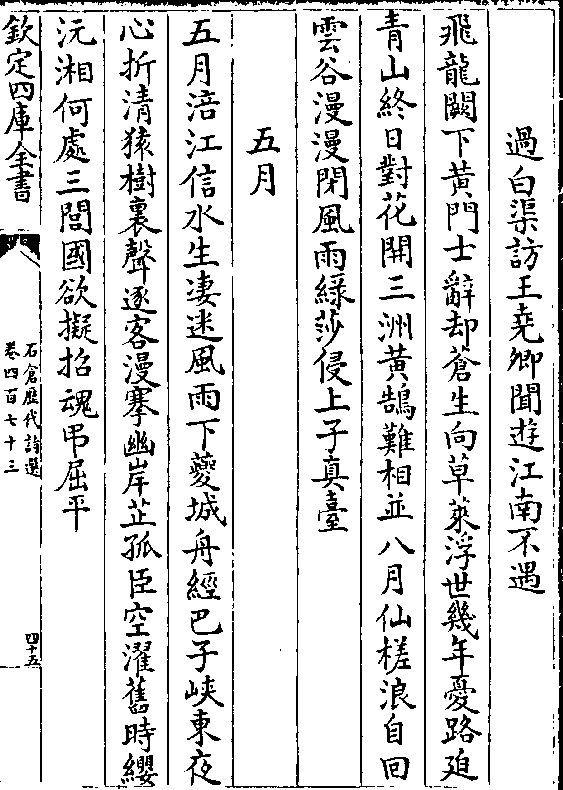 過白渠訪王堯卿聞遊江南不遇
飛龍闕下黄門士辭却蒼生向草萊浮世幾年憂路廹
青山終日對花開三洲黄鵠難相並八月仙槎浪自回
雲谷漫漫閉風雨緑莎侵上子真臺
五月
五月涪江信水生凄迷風雨下夔城舟經巴子峽東夜
心折清猿樹裏聲逐客漫搴幽岸芷孤臣空濯舊時纓
沅湘何處三閭國欲擬招魂弔屈平
欽定四庫全書
石倉歷代詩選
卷四百七十三
四十五